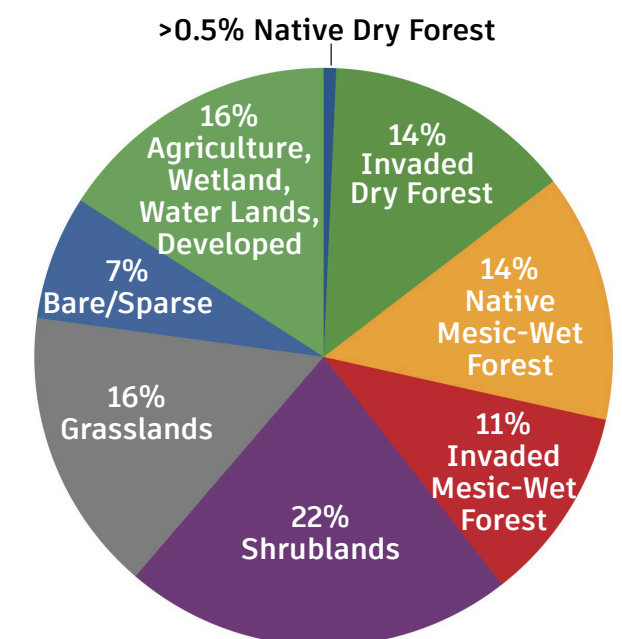 >0.5% Native Dry Forest
16%
Agriculture,
Wetland,
Water Lands,
Developed
14%
Invaded
Dry Forest
7%
Bare/Sparse
14%
Native
Mesic-Wet
Forest
16%
Grasslands
11%
Invaded
Mesic-Wet
Forest
22%
Shrublands